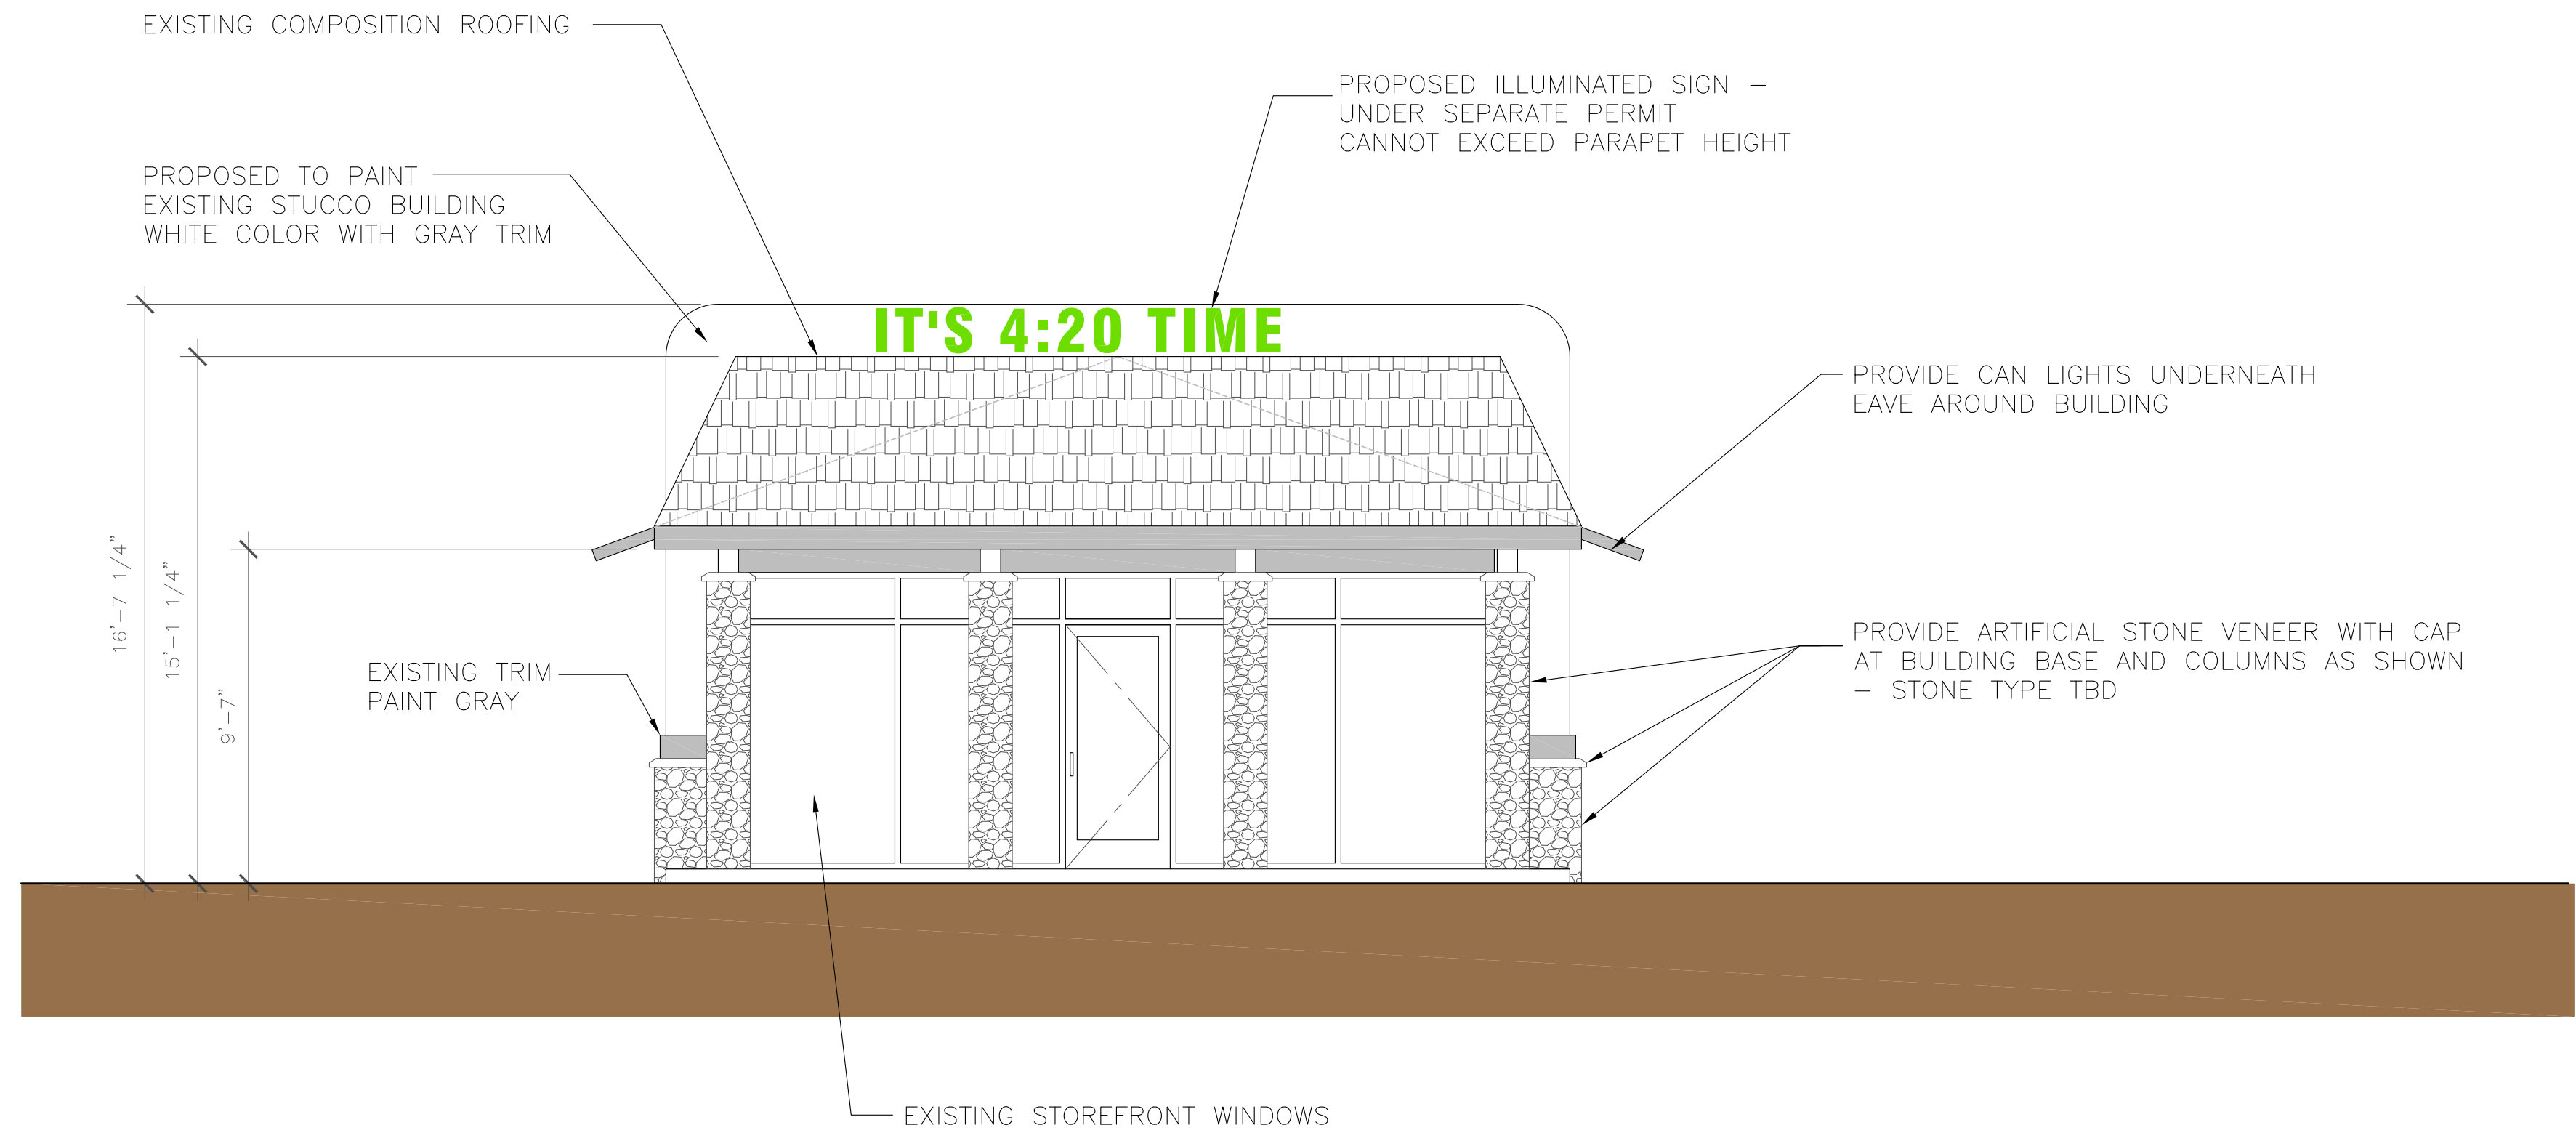 EXISTING COMPOSITION ROOFING
PROPOSED ILLUMINATED SIGN –
UNDER SEPARATE PERMIT
CANNOT EXCEED PARAPET HEIGHT
PROPOSED TO PAINT
EXISTING STUCCO BUILDING
WHITE COLOR WITH GRAY TRIM
IT'S 4:20 TIME
PROVIDE CAN LIGHTS UNDERNEATH
EAVE AROUND BUILDING
16'–7 1/4"
15'–1 1/4"
9'–7"
EXISTING TRIM
PAINT GRAY
PROVIDE ARTIFICIAL STONE VENEER WITH CAP
AT BUILDING BASE AND COLUMNS AS SHOWN
– STONE TYPE TBD
EXISTING STOREFRONT WINDOWS